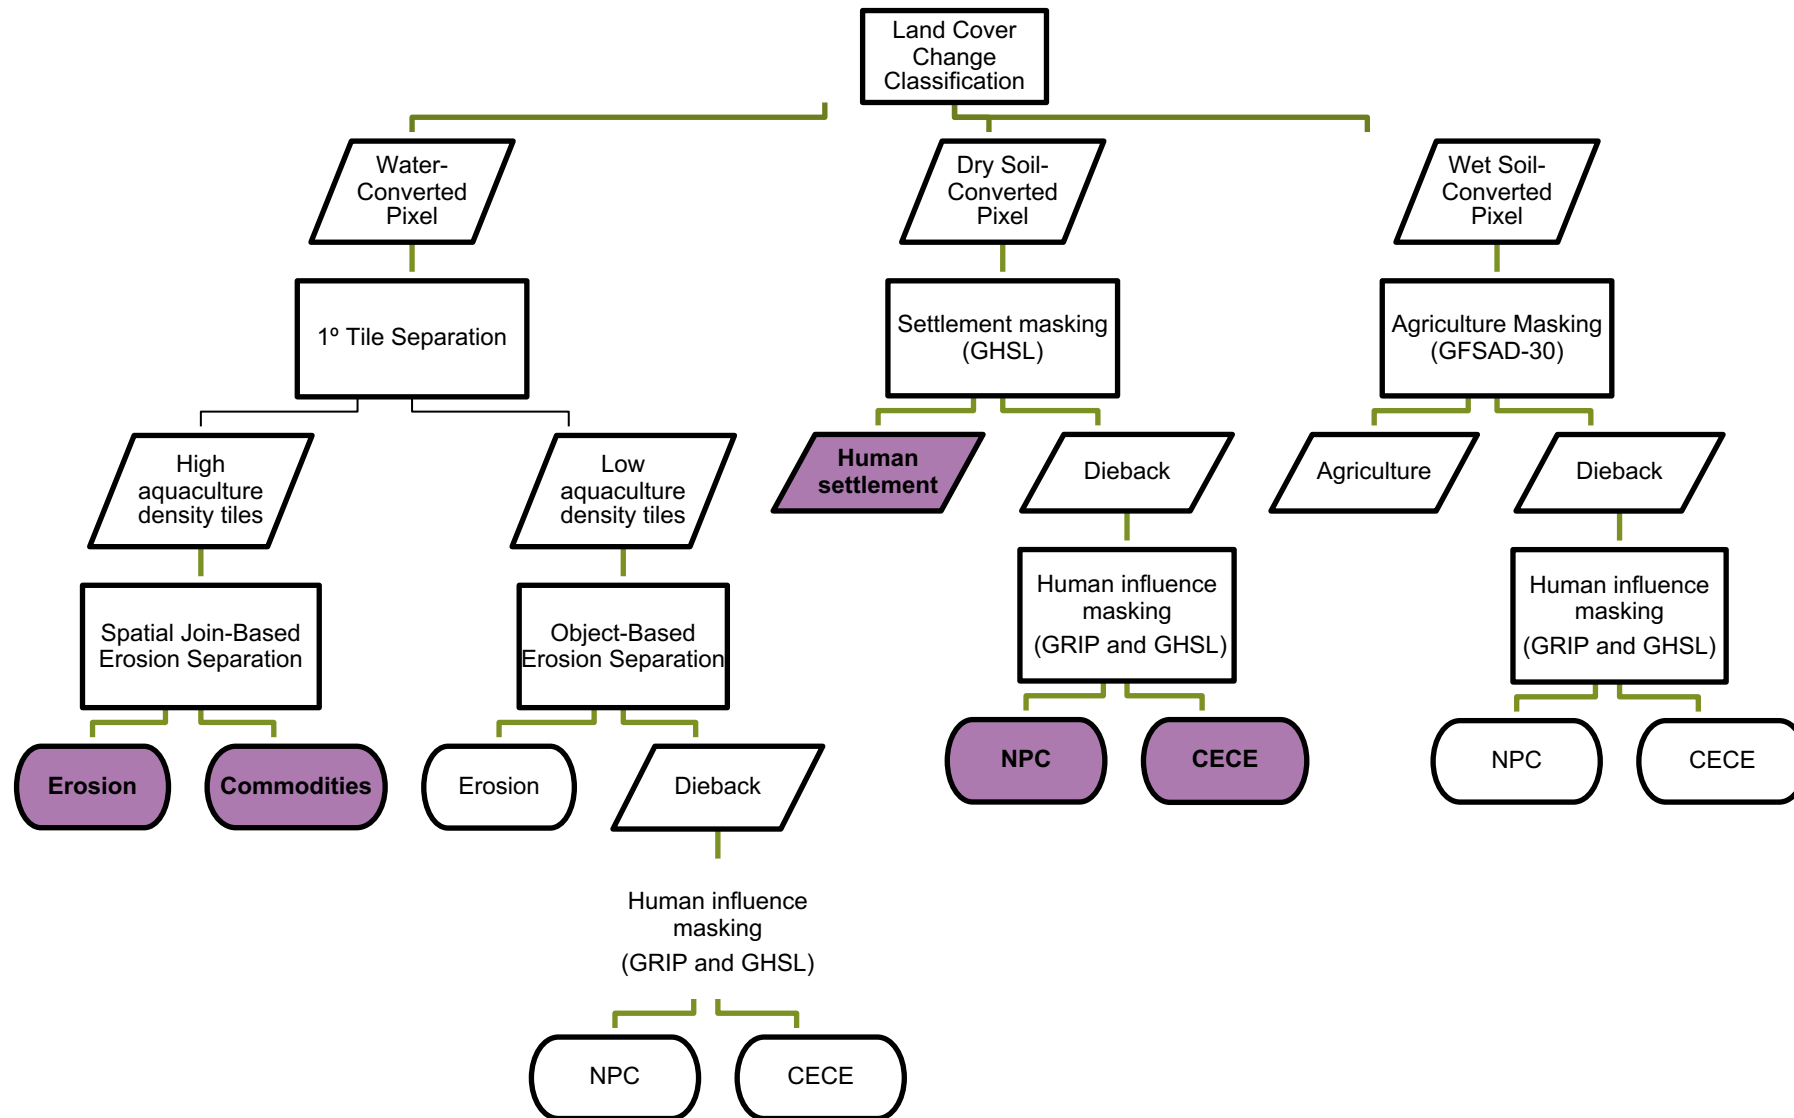 Land Cover
Change
Classification
Water-
Converted
Pixel
Dry Soil-
Converted
Pixel
Wet Soil-
Converted
Pixel
1º Tile Separation
Settlement masking
(GHSL)
Agriculture Masking
(GFSAD-30)
High
aquaculture
density tiles
Low
aquaculture
density tiles
Human
settlement
Dieback
Agriculture
Dieback
Spatial Join-Based
Erosion Separation
Object-Based
Erosion Separation
Human influence
masking
(GRIP and GHSL)
Human influence
masking
(GRIP and GHSL)
Erosion
Commodities
Erosion
Dieback
NPC
CECE
NPC
CECE
Human influence
masking
(GRIP and GHSL)
NPC
CECE